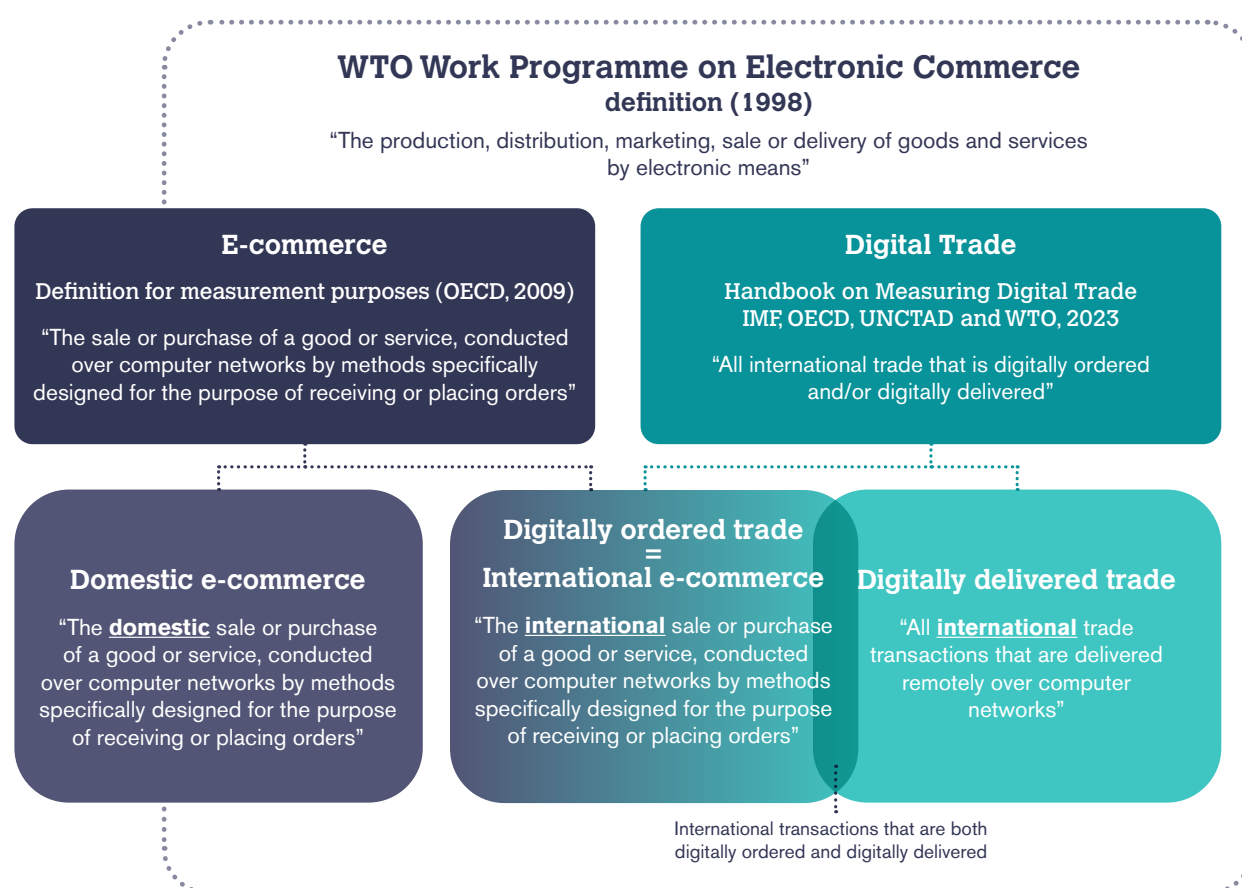 WTO Work Programme on Electronic Commerce
definition (1998)
“The production, distribution, marketing, sale or delivery of goods and services
by electronic means”
E-commerce
Definition for measurement purposes (OECD, 2009)
“The sale or purchase of a good or service, conducted
over computer networks by methods specifically
designed for the purpose of receiving or placing orders”
Digital Trade
Handbook on Measuring Digital Trade
IMF, OECD, UNCTAD and WTO, 2023
“All international trade that is digitally ordered
and/or digitally delivered”
Domestic e-commerce
“The domestic sale or purchase
of a good or service, conducted
over computer networks by methods
specifically designed for the purpose
of receiving or placing orders”
Digitally ordered trade
=
International e-commerce
“The international sale or purchase
of a good or service, conducted
over computer networks by methods
specifically designed for the purpose
of receiving or placing orders”
Digitally delivered trade
“All international trade
transactions that are delivered
remotely over computer
networks”
International transactions that are both
digitally ordered and digitally delivered